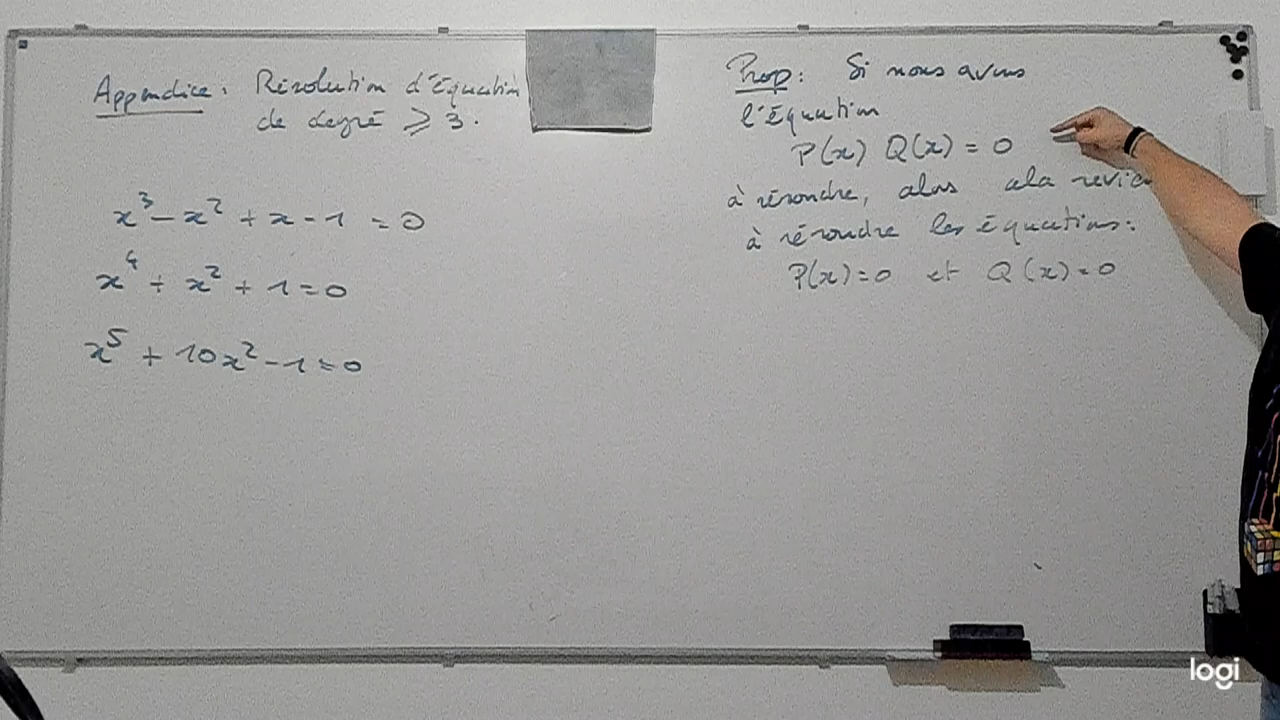 Appendice : Résolution d'Équation
de degré ⩾ 3.
x³ - x² + x - 1 = 0
x⁴ + x² + 1 = 0
x⁵ + 10x² - 1 = 0
Prop : Si nous avons
l'équation
P(x) Q(x) = 0
à résoudre, alors cela
à résoudre les équations :
P(x) = 0 et Q(x) = 0
logi